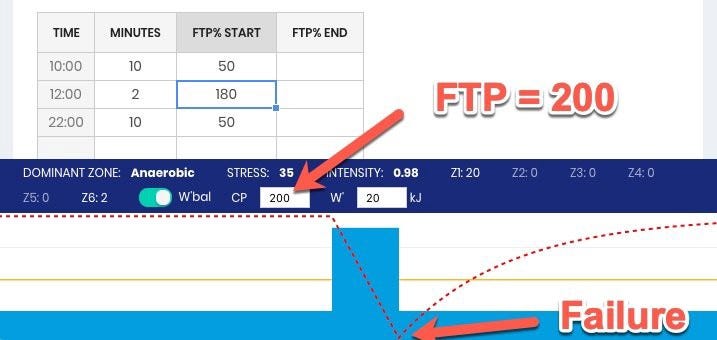 TIME MINUTES FTP% START FTP% END
10:00 10 50
12:00 2 180
22:00 10 50
FTP = 200
DOMINANT ZONE: Anaerobic STRESS: 35 INTENSITY: 0.98 Z1: 20 Z2: 0 Z3: 0 Z4: 0
Z5: 0 Z6: 2 W'bal CP 200 W' 20 kJ
Failure